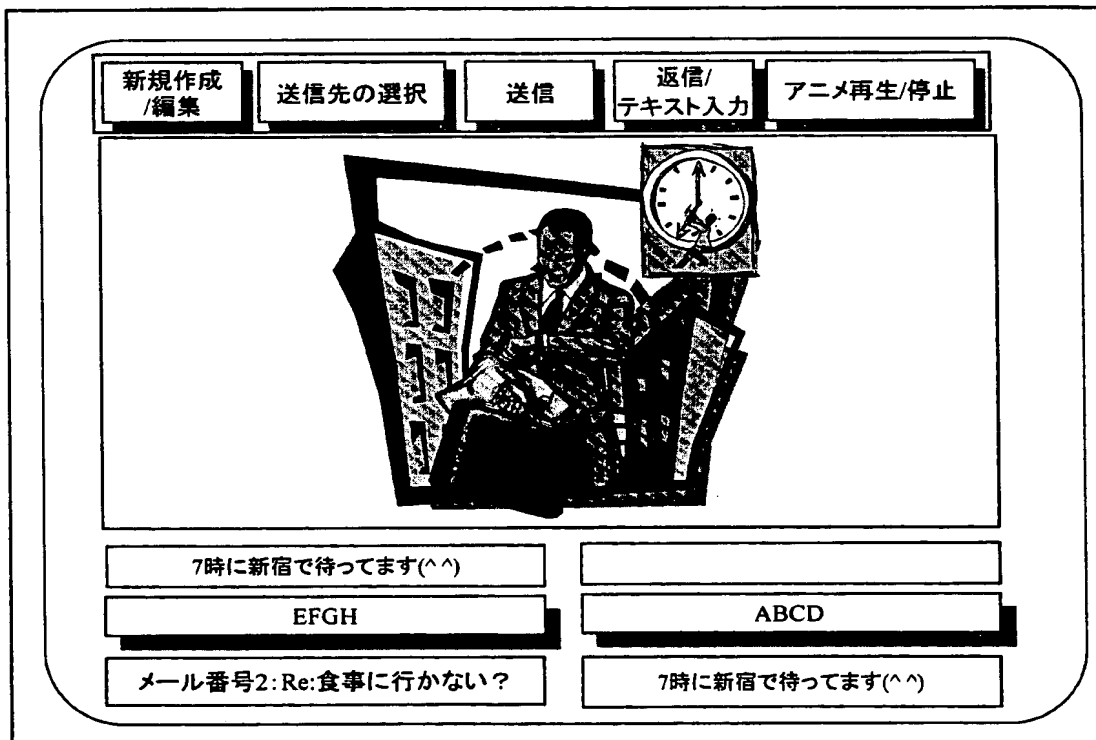 新規作成
/編集
送信先の選択
送信
返信/
テキスト入力
アニメ再生/停止
7時に新宿で待ってます(^ ^)
EFGH
ABCD
メール番号2:Re:食事に行かない？
7時に新宿で待ってます(^ ^)